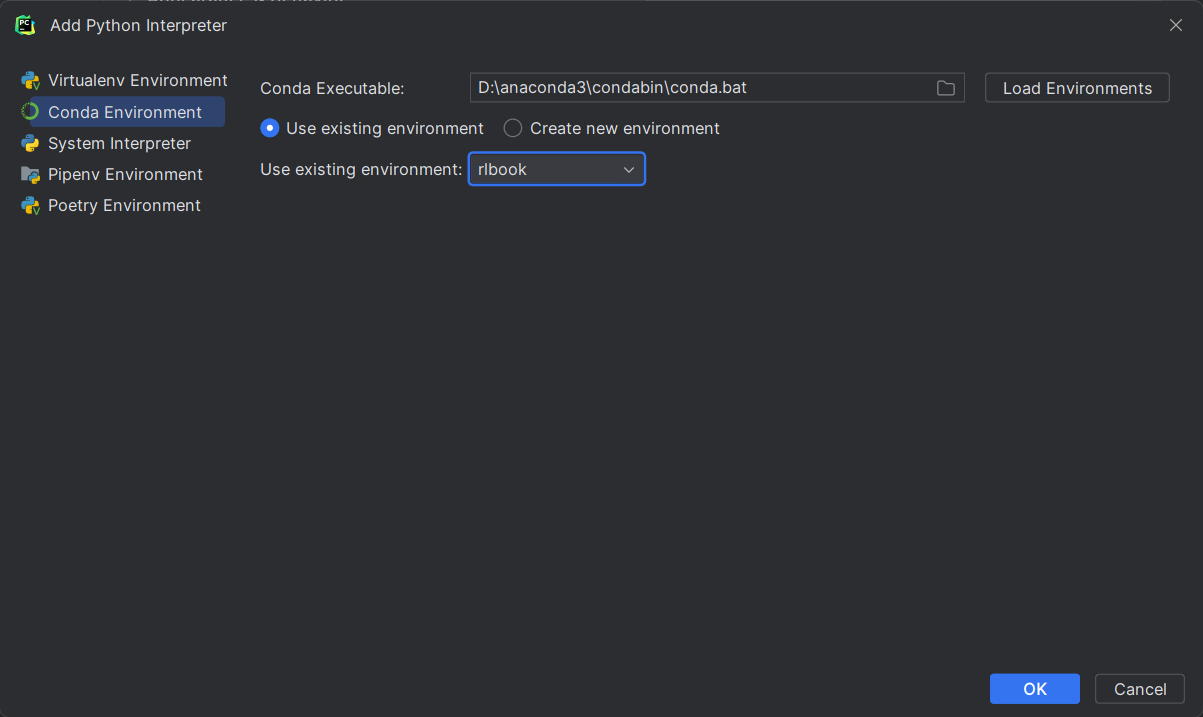 Add Python Interpreter
Virtualenv Environment
Conda Environment
System Interpreter
Pipenv Environment
Poetry Environment
Conda Executable: D:\anaconda3\condabin\conda.bat Load Environments
Use existing environment Create new environment
Use existing environment: rlbook
OK Cancel